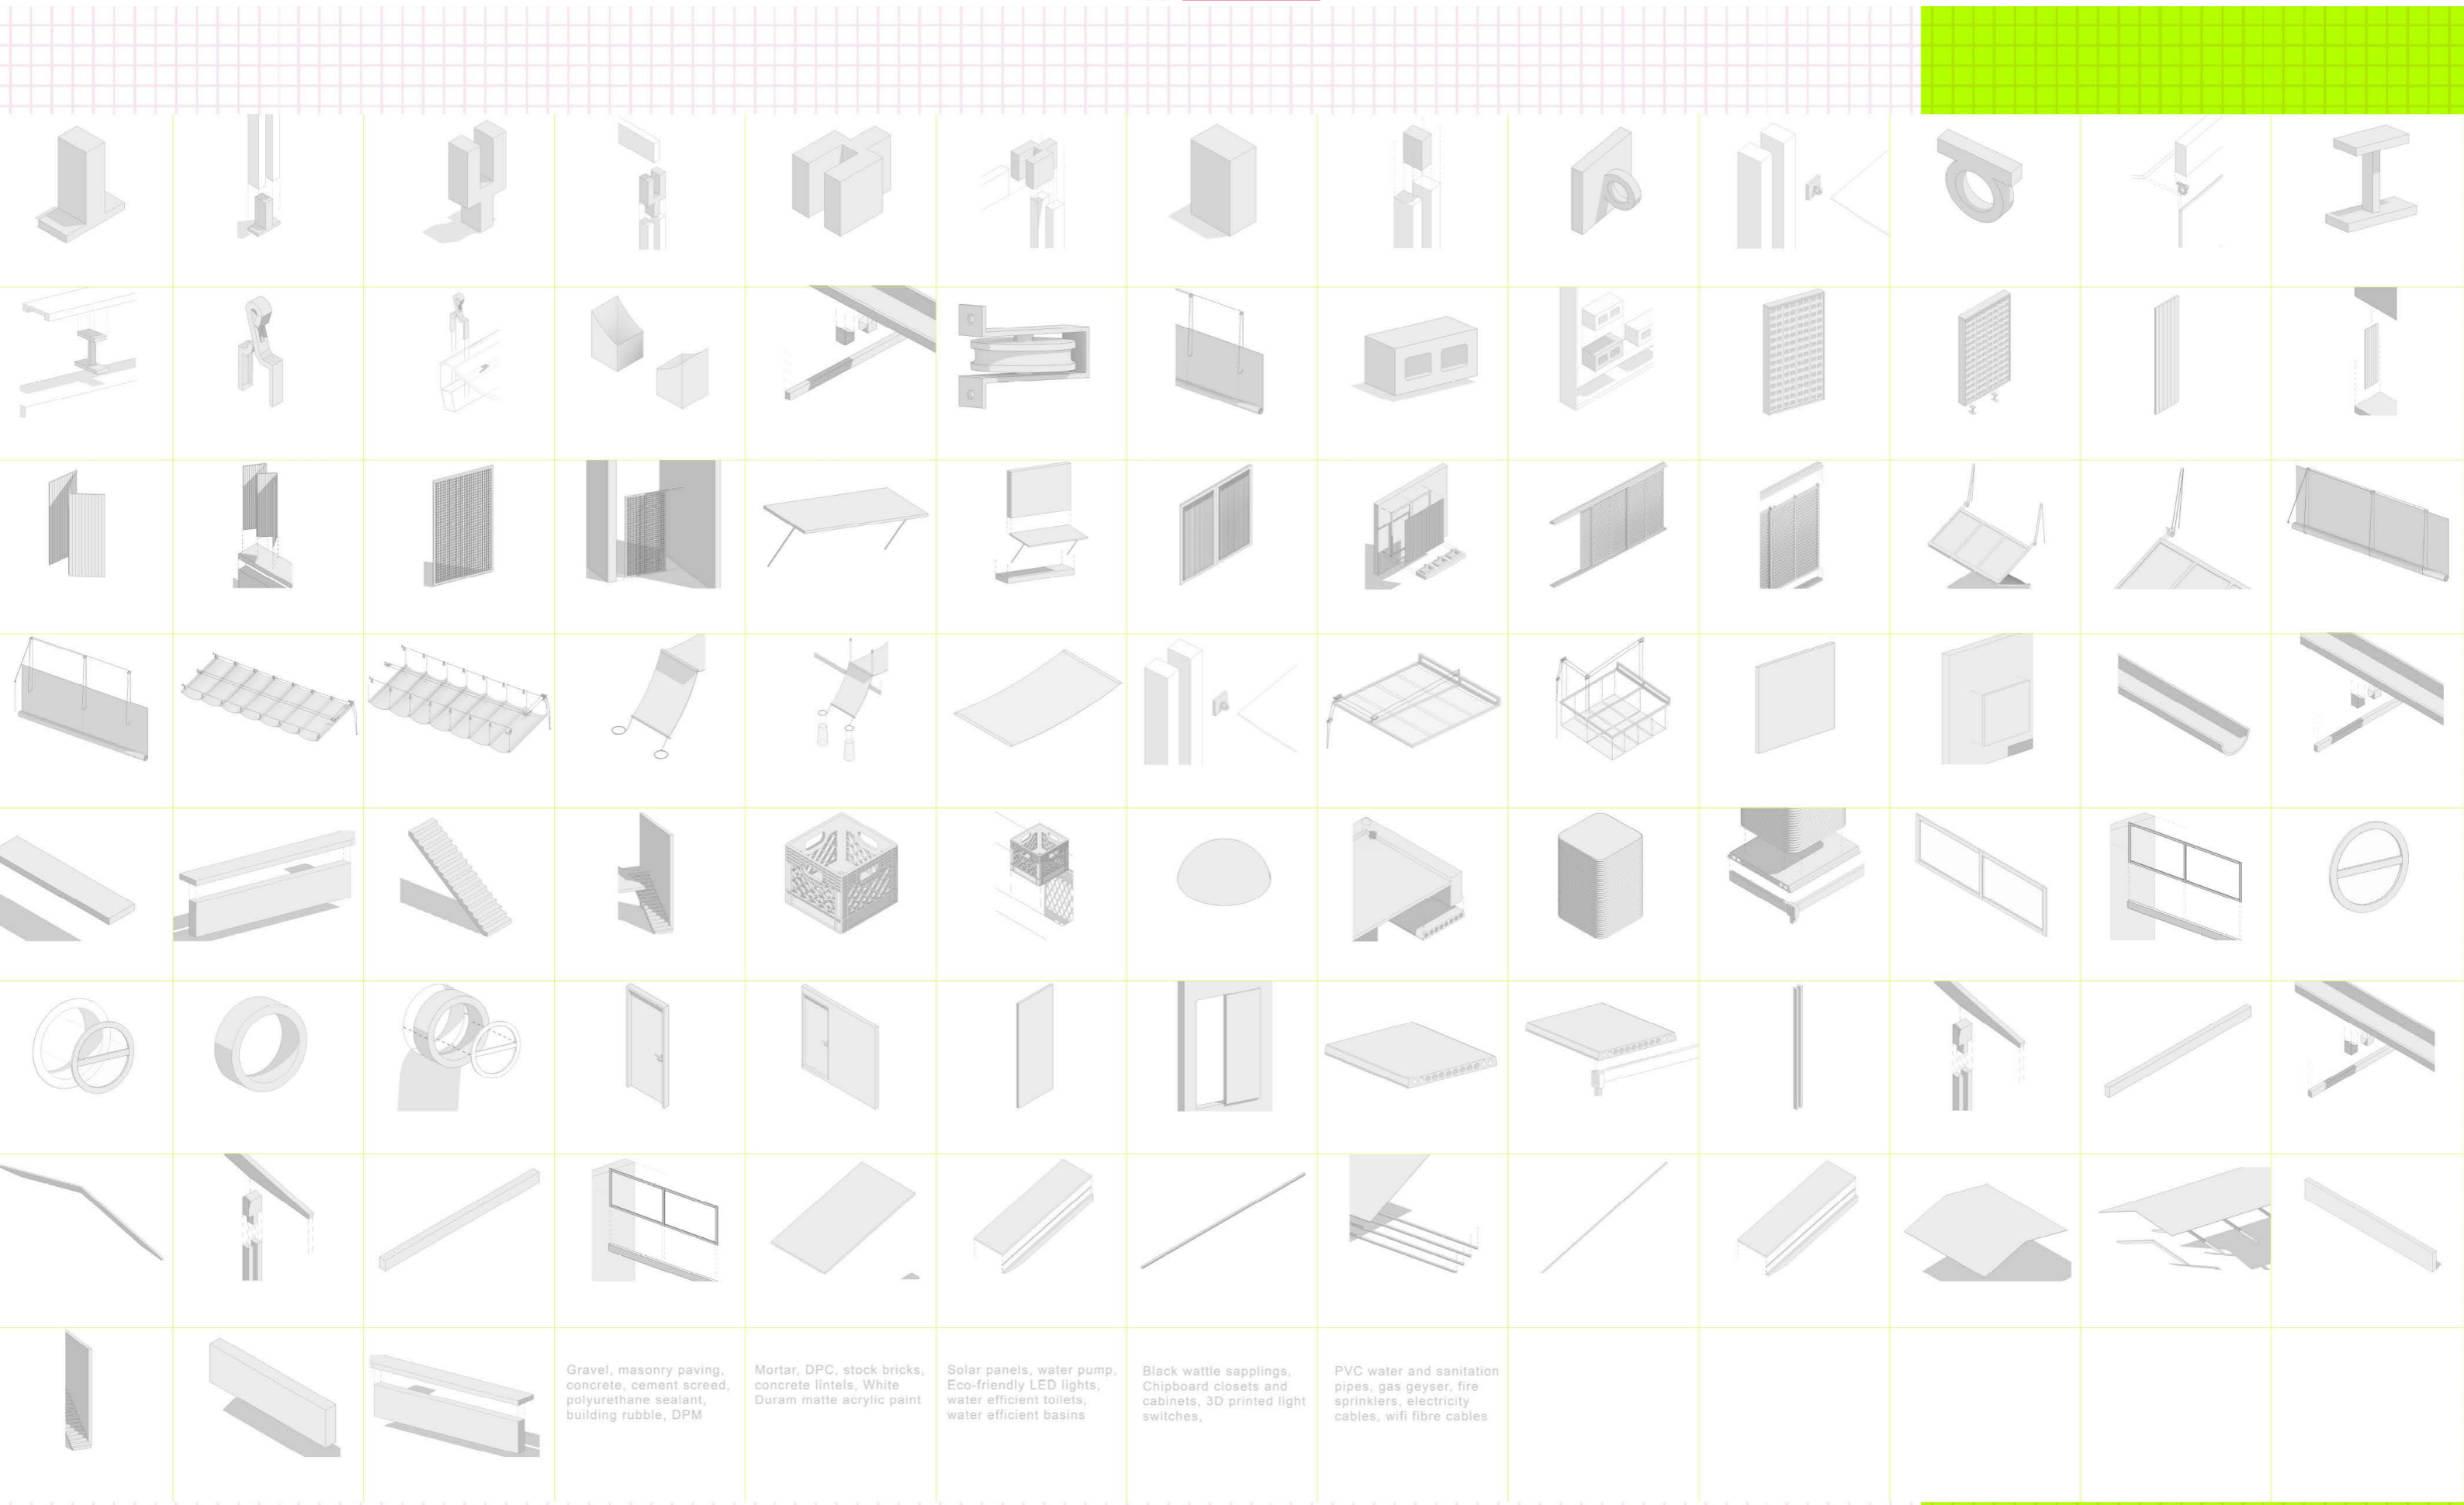 Gravel, masonry paving,
concrete, cement screed,
polyurethane sealant,
building rubble, DPM
Mortar, DPC, stock bricks,
concrete lintels, White
Duram matte acrylic paint
Solar panels, water pump,
Eco-friendly LED lights,
water efficient toilets,
water efficient basins
Black wattle sapplings,
Chipboard closets and
cabinets, 3D printed light
switches,
PVC water and sanitation
pipes, gas geyser, fire
sprinklers, electricity
cables, wifi fibre cables